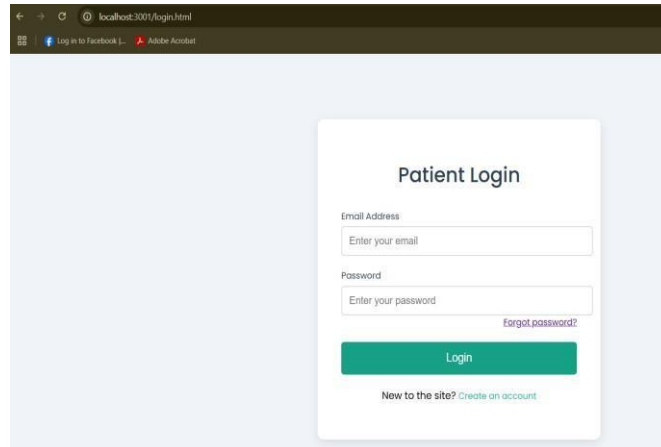 localhost:3001/login.html
Log in to Facebook |... Adobe Acrobat
Patient Login
Email Address
Enter your email
Password
Enter your password
Forgot password?
Login
New to the site? Create an account